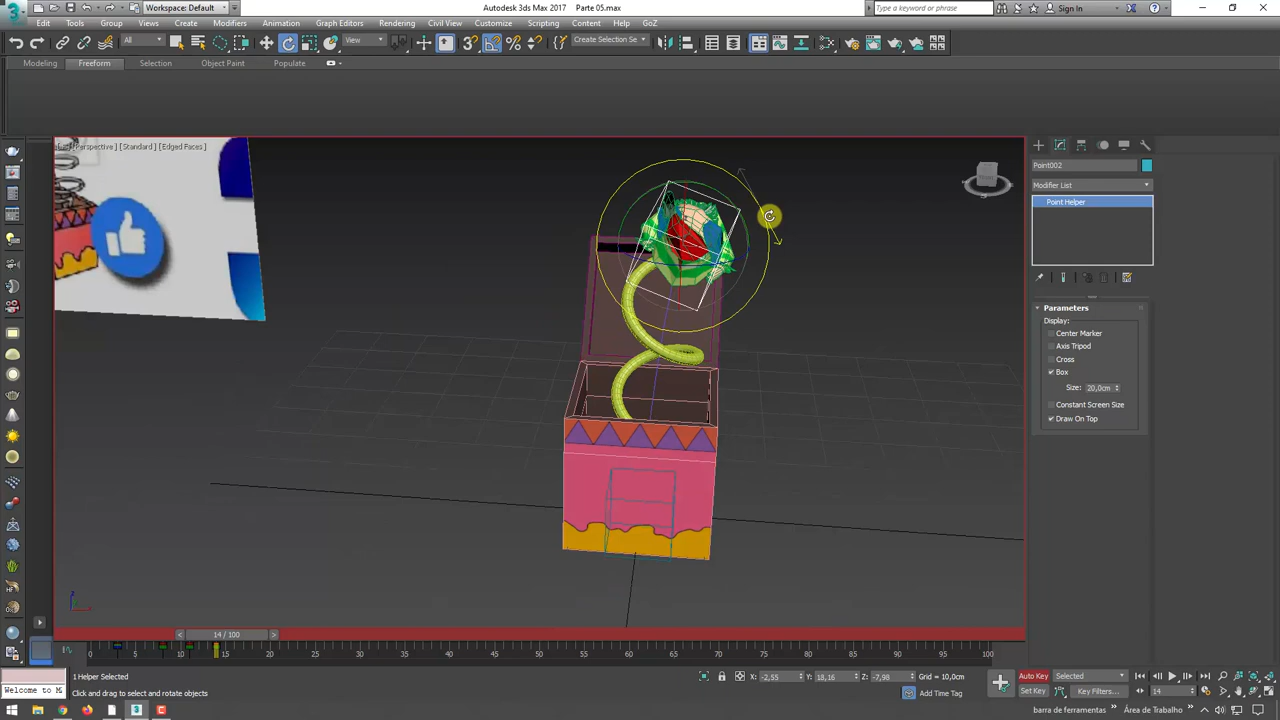 Workspace: Default
Autodesk 3ds Max 2017
Parte 05.max
Type a keyword or phrase
Sign In
Edit Tools Group Views Create Modifiers Animation Graph Editors Rendering Civil View Customize Scripting Content Help GoZ
All
View
Create Selection Se
Modeling Freeform Selection Object Paint Populate
[Perspective ] [Standard ] [Edged Faces ]
Point002
Modifier List
Point Helper
Parameters
Display:
Center Marker
Axis Tripod
Cross
Box
Size: 20,0cm
Constant Screen Size
Draw On Top
14 / 100
0 5 10 15 20 25 30 35 40 45 50 55 60 65 70 75 80 85 90 95 100
1 Helper Selected
X: -2,55 Y: 18,16 Z: -7,98 Grid = 10,0cm
Auto Key Selected
Welcome to M
Click and drag to select and rotate objects
Add Time Tag
Set Key Key Filters...
14
barra de ferramentas
Área de Trabalho